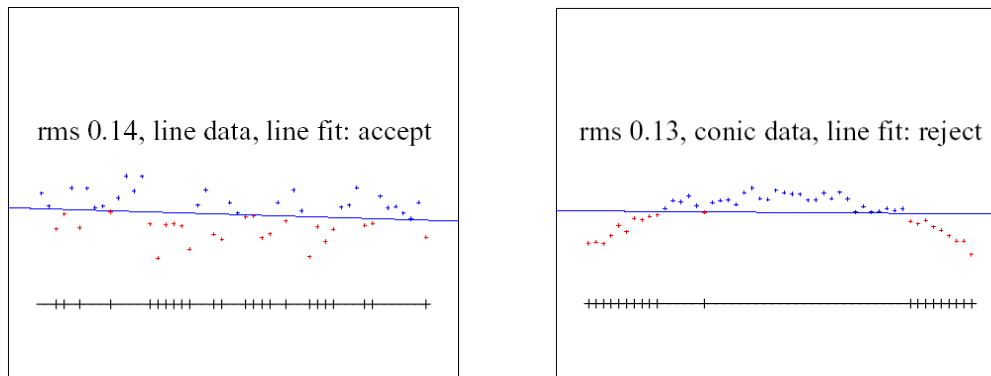 rms 0.14, line data, line fit: accept
rms 0.13, conic data, line fit: reject